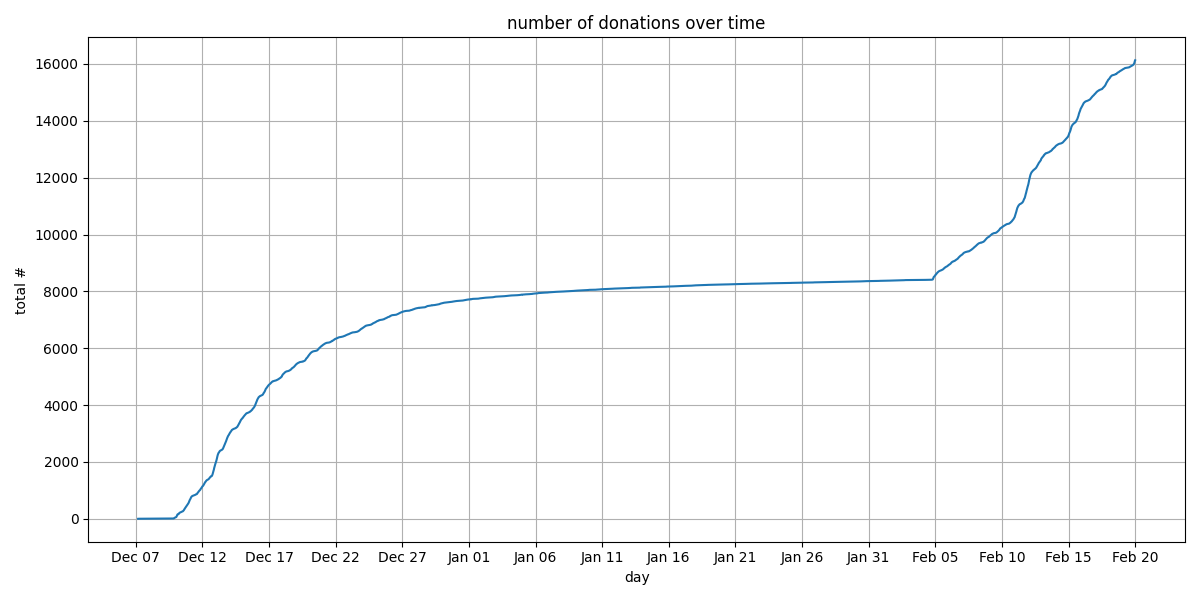 number of donations over time
total #
16000
14000
12000
10000
8000
6000
4000
2000
0
Dec 07 Dec 12 Dec 17 Dec 22 Dec 27 Jan 01 Jan 06 Jan 11 Jan 16 Jan 21 Jan 26 Jan 31 Feb 05 Feb 10 Feb 15 Feb 20
day